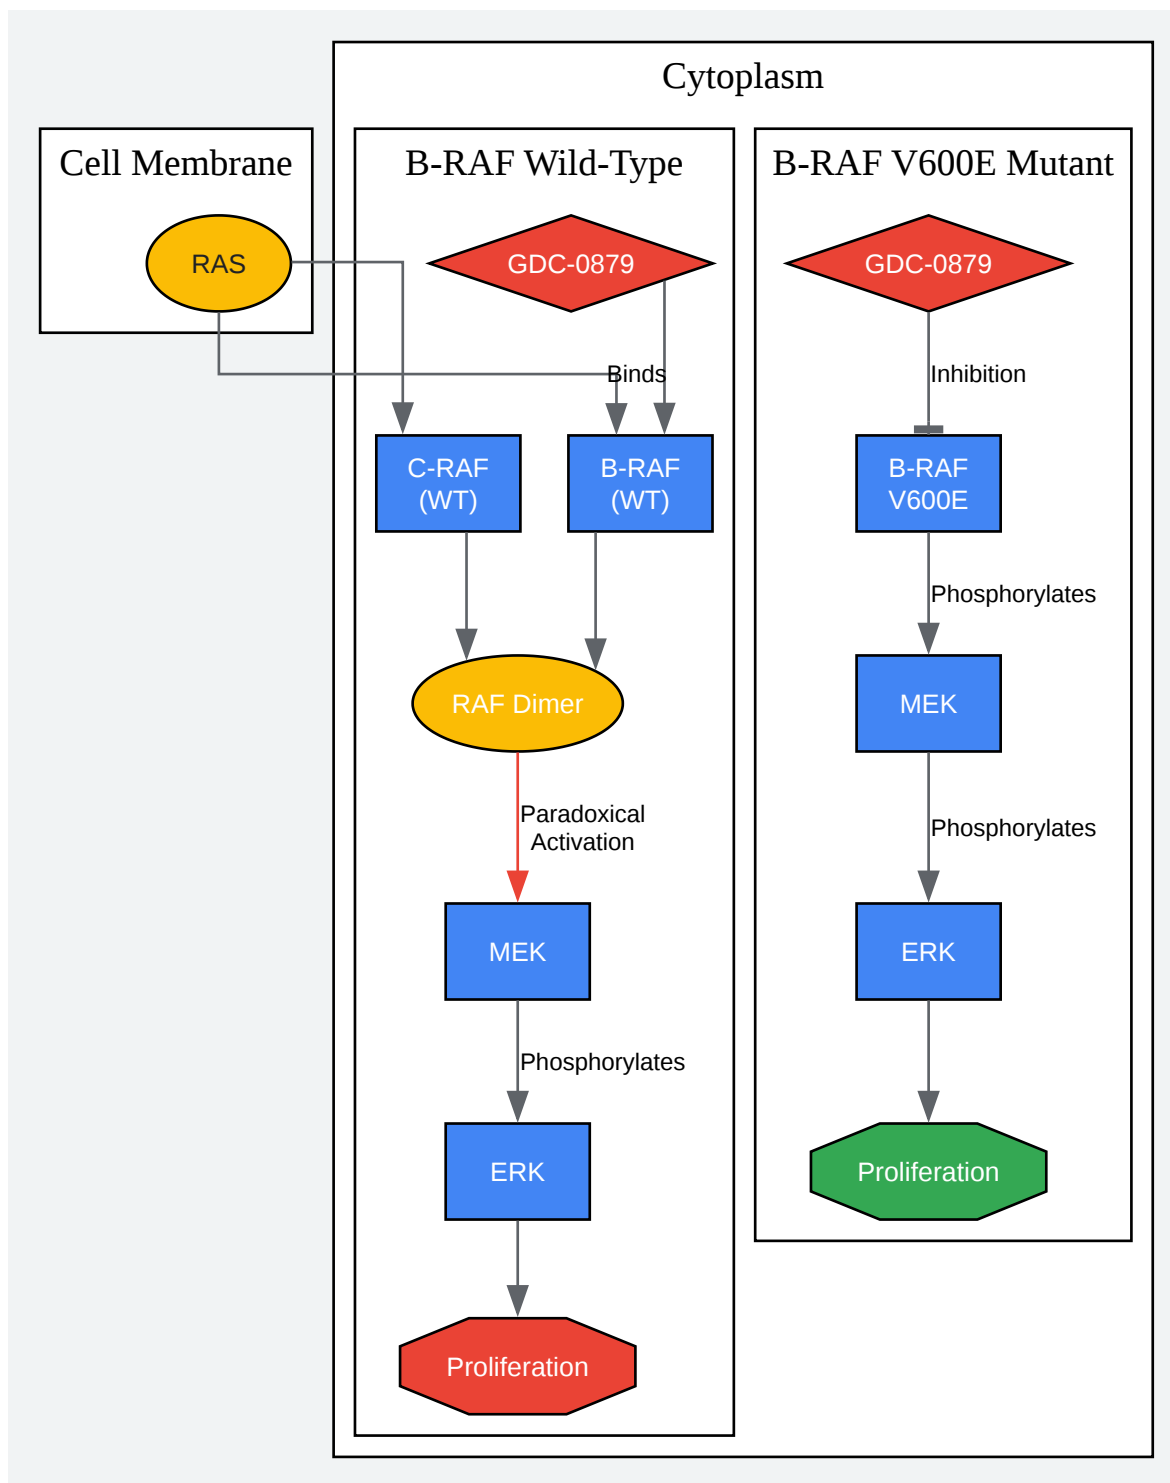 Cytoplasm
Cell Membrane
B-RAF Wild-Type
B-RAF V600E Mutant
RAS
GDC-0879
GDC-0879
Binds
Inhibition
C-RAF
(WT)
B-RAF
(WT)
B-RAF
V600E
Phosphorylates
RAF Dimer
MEK
Paradoxical
Activation
Phosphorylates
MEK
ERK
Phosphorylates
ERK
Proliferation
Proliferation